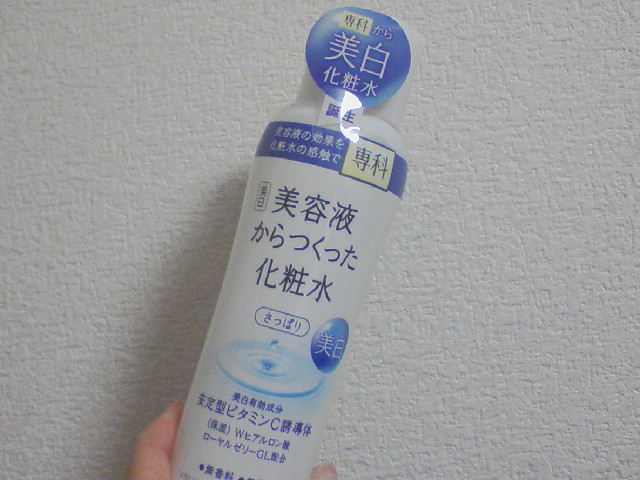 専科から
美白
化粧水
誕生
美容液の効果を
化粧水の感触で
専科
美白
美容液
からつくった
化粧水
さっぱり
美白
美白有効成分
安定型ビタミンC誘導体
(保湿) Wヒアルロン酸
ローヤルゼリーGL配合
●無香料